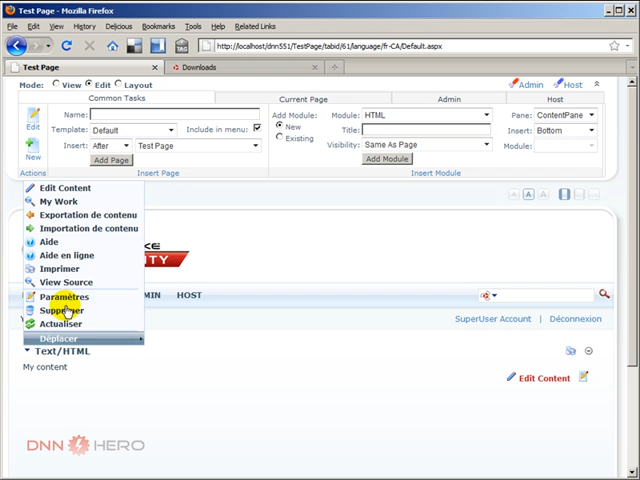 Test Page - Mozilla Firefox
File Edit View History Delicious Bookmarks Tools Window Help Related Links
http://localhost/dnn551/TestPage/tabid/61/language/fr-CA/Default.aspx
TAG
Test Page
Downloads
Mode: View Edit Layout
Admin Host
Common Tasks
Current Page
Admin
Host
Edit
New
Actions
Name:
Template: Default
Include in menu:
Insert: After Test Page
Add Page
Insert Page
Add Module:
New
Existing
Module: HTML
Title:
Visibility: Same As Page
Add Module
Insert Module
Pane: ContentPane
Insert: Bottom
Module:
Edit Content
My Work
Exportation de contenu
Importation de contenu
Aide
Aide en ligne
Imprimer
View Source
Paramètres
Actualiser
Déplacer
A A A
KE
ITY
MIN HOST
SuperUser Account | Déconnexion
Text/HTML
My content
Edit Content
DNN HERO